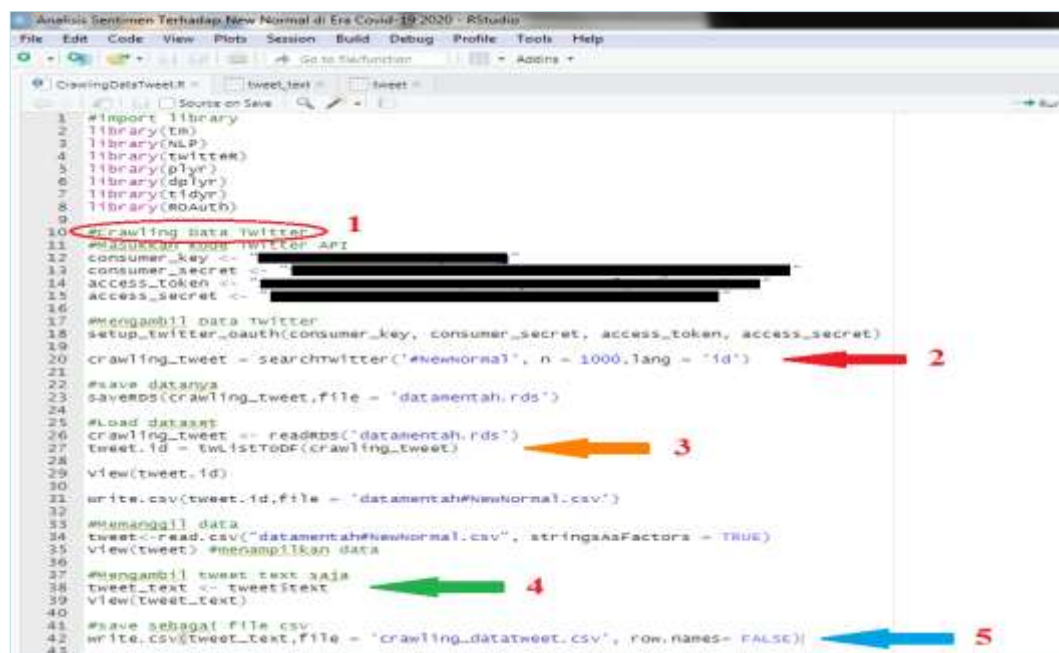 Analisis Sentimen Terhadap New Normal di Era Covid-19 2020 - RStudio
File Edit Code View Plots Session Build Debug Profile Tools Help
Go to file/function Addins
CrawlingDataTweet.R tweet_text tweet
Source on Save Run
1 #import library
2 library(tm)
3 library(NLP)
4 library(twitteR)
5 library(plyr)
6 library(dplyr)
7 library(tidyr)
8 library(ROAuth)
9
10 #Crawling Data Twitter 1
11 #Masukkan Kode Twitter API
12 consumer_key <- " "
13 consumer_secret <- " "
14 access_token <- " "
15 access_secret <- " "
16
17 #Mengambil Data Twitter
18 setup_twitter_oauth(consumer_key, consumer_secret, access_token, access_secret)
19
20 crawling_tweet = searchTwitter('#NewNormal', n = 1000,lang = 'id') 2
21
22 #save datanya
23 saveRDS(crawling_tweet,file = 'datamentah.rds')
24
25 #Load dataset
26 crawling_tweet <- readRDS('datamentah.rds')
27 tweet.id = twListToDF(crawling_tweet) 3
28
29 View(tweet.id)
30
31 write.csv(tweet.id,file = 'datamentah#NewNormal.csv')
32
33 #Memanggil data
34 tweet<-read.csv("datamentah#NewNormal.csv", stringsAsFactors = TRUE)
35 View(tweet) #menampilkan data
36
37 #Mengambil tweet text saja
38 tweet_text <- tweet$text 4
39 View(tweet_text)
40
41 #save sebagai file csv
42 write.csv(tweet_text,file = 'crawling_datatweet.csv', row.names= FALSE) 5
43